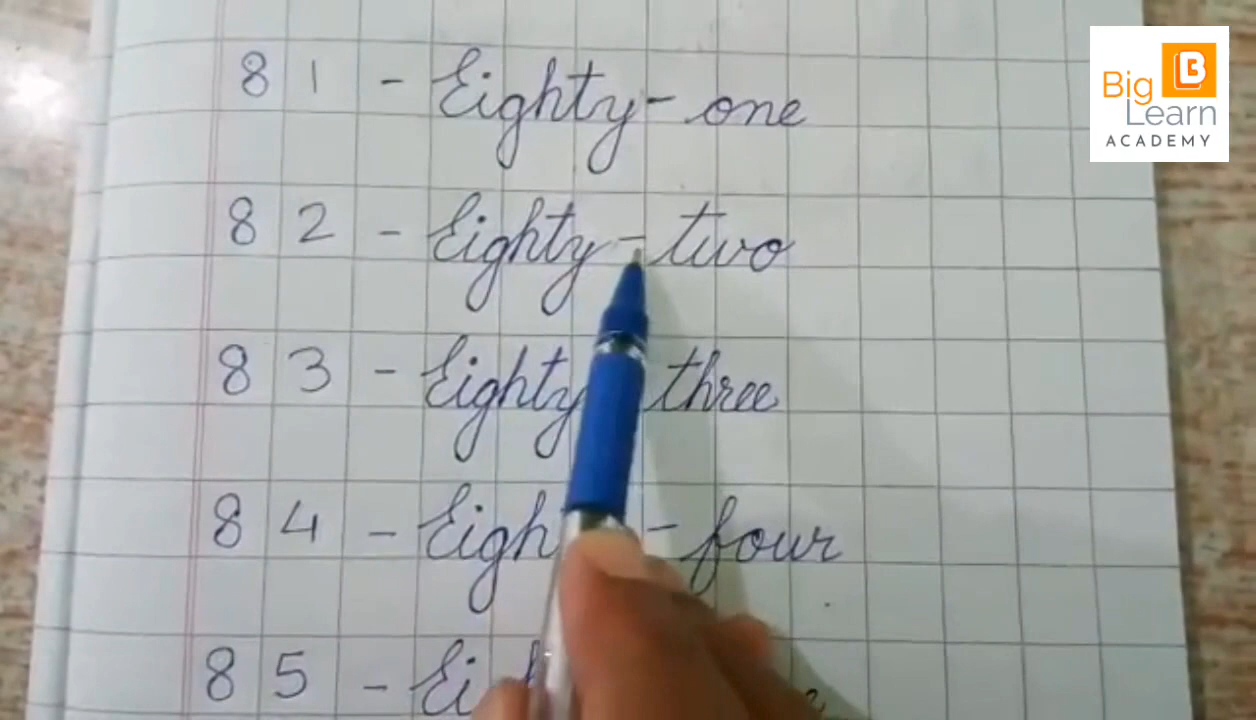 81 - Eighty-one
82 - Eighty-two
83 - Eighty three
84 - Eigh -four
85 - Ei
Big
Learn
ACADEMY